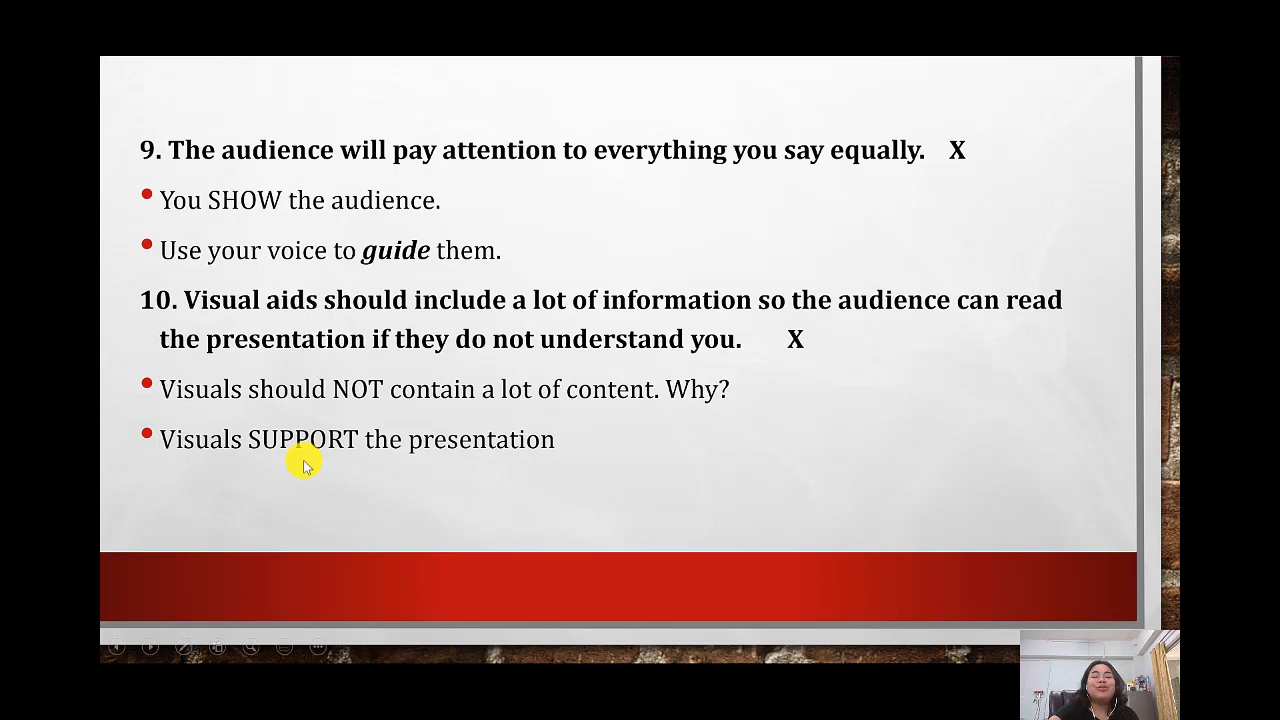 9. The audience will pay attention to everything you say equally. X
• You SHOW the audience.
• Use your voice to guide them.
10. Visual aids should include a lot of information so the audience can read
the presentation if they do not understand you. X
• Visuals should NOT contain a lot of content. Why?
• Visuals SUPPORT the presentation